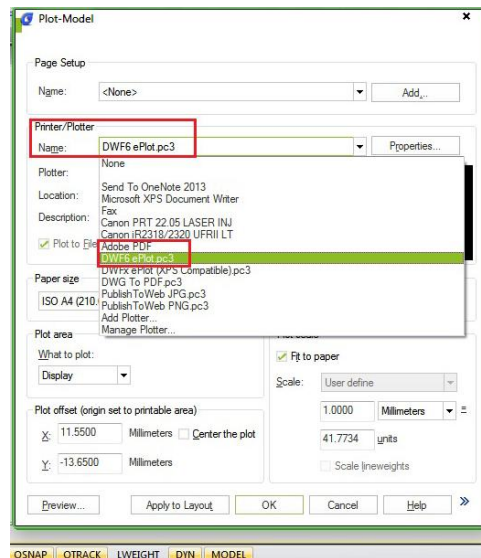 Plot-Model
Page Setup
Name: <None> Add...
Printer/Plotter
Name: DWF6 ePlot.pc3 Properties...
Plotter: None
Send To OneNote 2013
Location: Microsoft XPS Document Writer
Description: Fax
Canon PRT 22.05 LASER INJ
Canon iR2318/2320 UFRII LT
Plot to File Adobe PDF
DWF6 ePlot.pc3
DWFx ePlot (XPS Compatible).pc3
Paper size DWG To PDF.pc3
ISO A4 (210. PublishToWeb JPG.pc3
PublishToWeb PNG.pc3
Add Plotter...
Manage Plotter...
Plot area
What to plot: Fit to paper
Display Scale: User define
Plot offset (origin set to printable area) 1.0000 Millimeters =
X: 11.5500 Millimeters Center the plot 41.7734 units
Y: -13.6500 Millimeters Scale lineweights
Preview... Apply to Layout OK Cancel Help »
OSNAP OTRACK LWEIGHT DYN MODEL